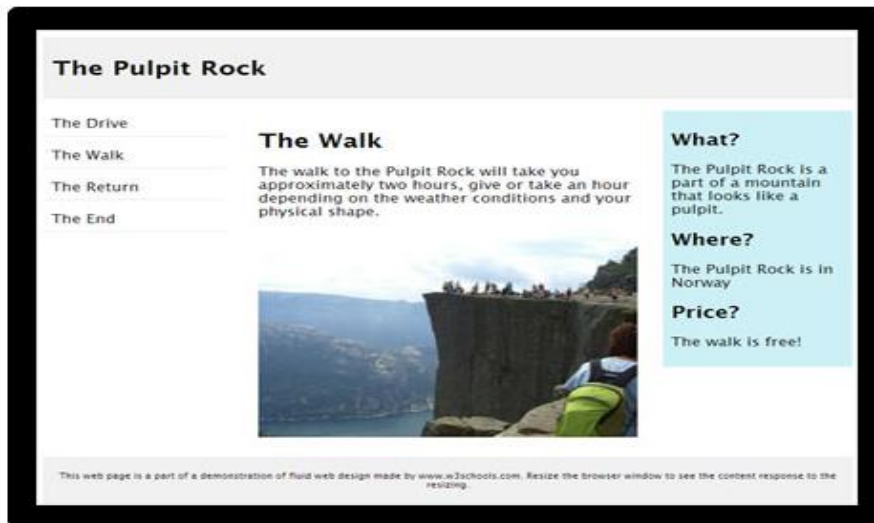 The Pulpit Rock
The Drive
The Walk
The Return
The End
The Walk
The walk to the Pulpit Rock will take you
approximately two hours, give or take an hour
depending on the weather conditions and your
physical shape.
What?
The Pulpit Rock is a
part of a mountain
that looks like a
pulpit.
Where?
The Pulpit Rock is in
Norway
Price?
The walk is free!
This web page is a part of a demonstration of fluid web design made by www.w3schools.com. Resize the browser window to see the content response to the
resizing.